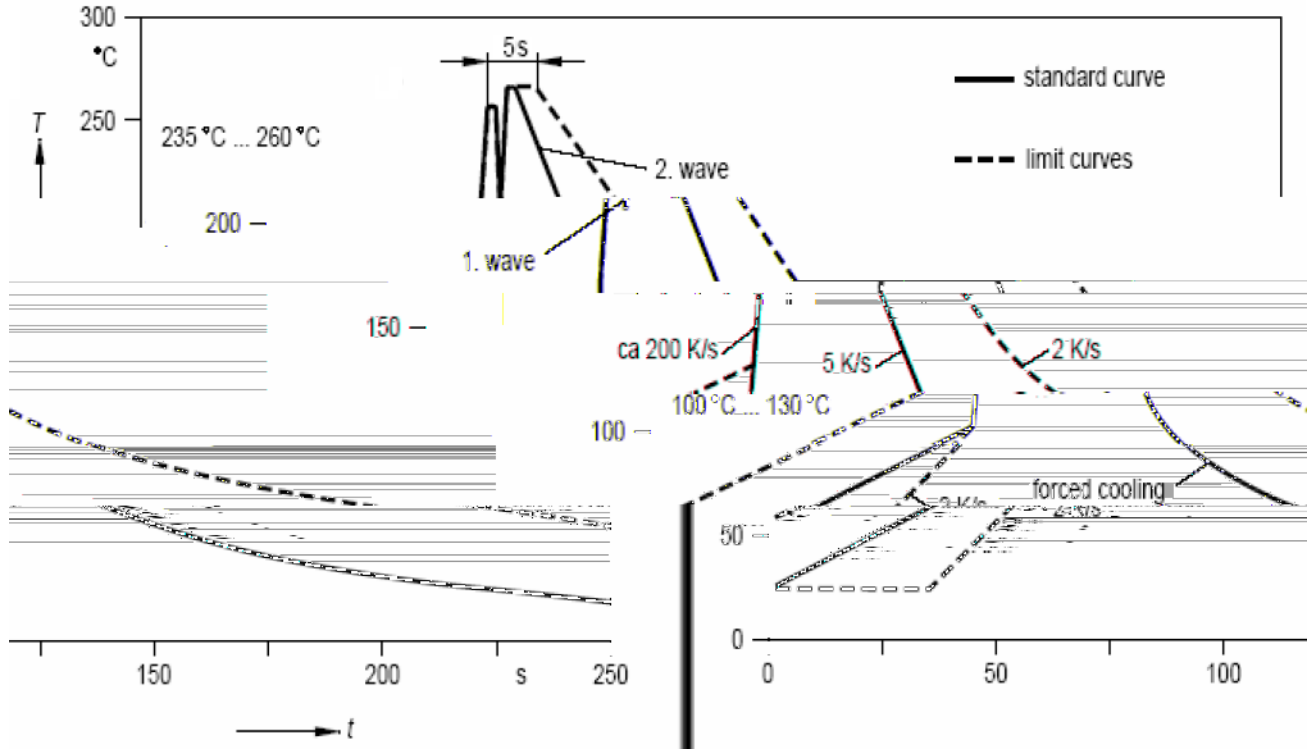 300
°C
5s
standard curve
T
250
235 °C ... 260 °C
limit curves
2. wave
200
1. wave
150
ca 200 K/s
5 K/s
2 K/s
100 °C ... 130 °C
100
forced cooling
2 K/s
50
0
150
200
s
250
0
50
100
t